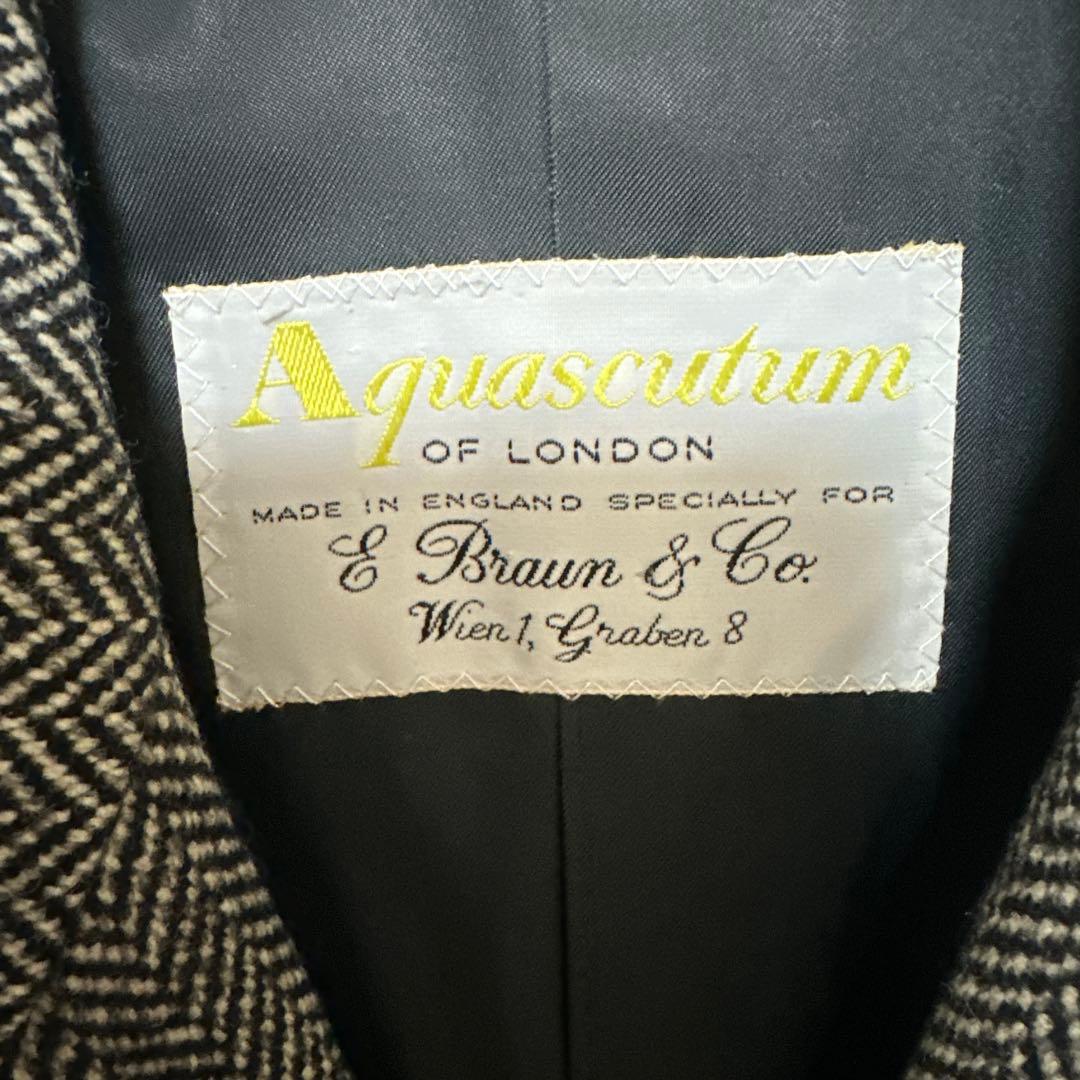 Aquascutum
OF LONDON
MADE IN ENGLAND SPECIALLY FOR
E Braun & Co.
Wien 1, Graben 8